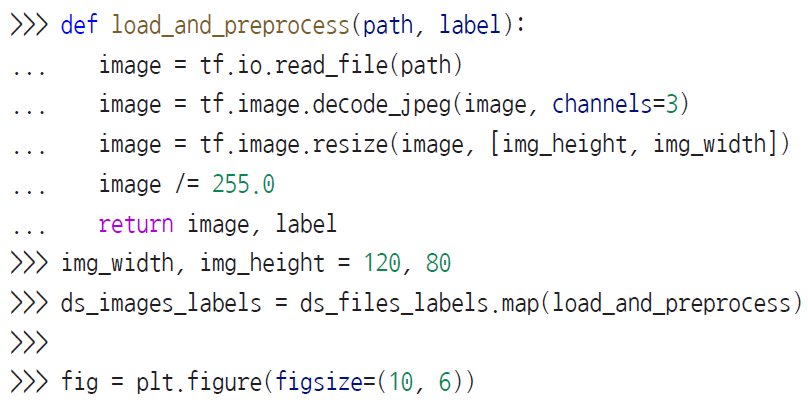 >>> def load_and_preprocess(path, label):
...    image = tf.io.read_file(path)
...    image = tf.image.decode_jpeg(image, channels=3)
...    image = tf.image.resize(image, [img_height, img_width])
...    image /= 255.0
...    return image, label
>>> img_width, img_height = 120, 80
>>> ds_images_labels = ds_files_labels.map(load_and_preprocess)
>>>
>>> fig = plt.figure(figsize=(10, 6))